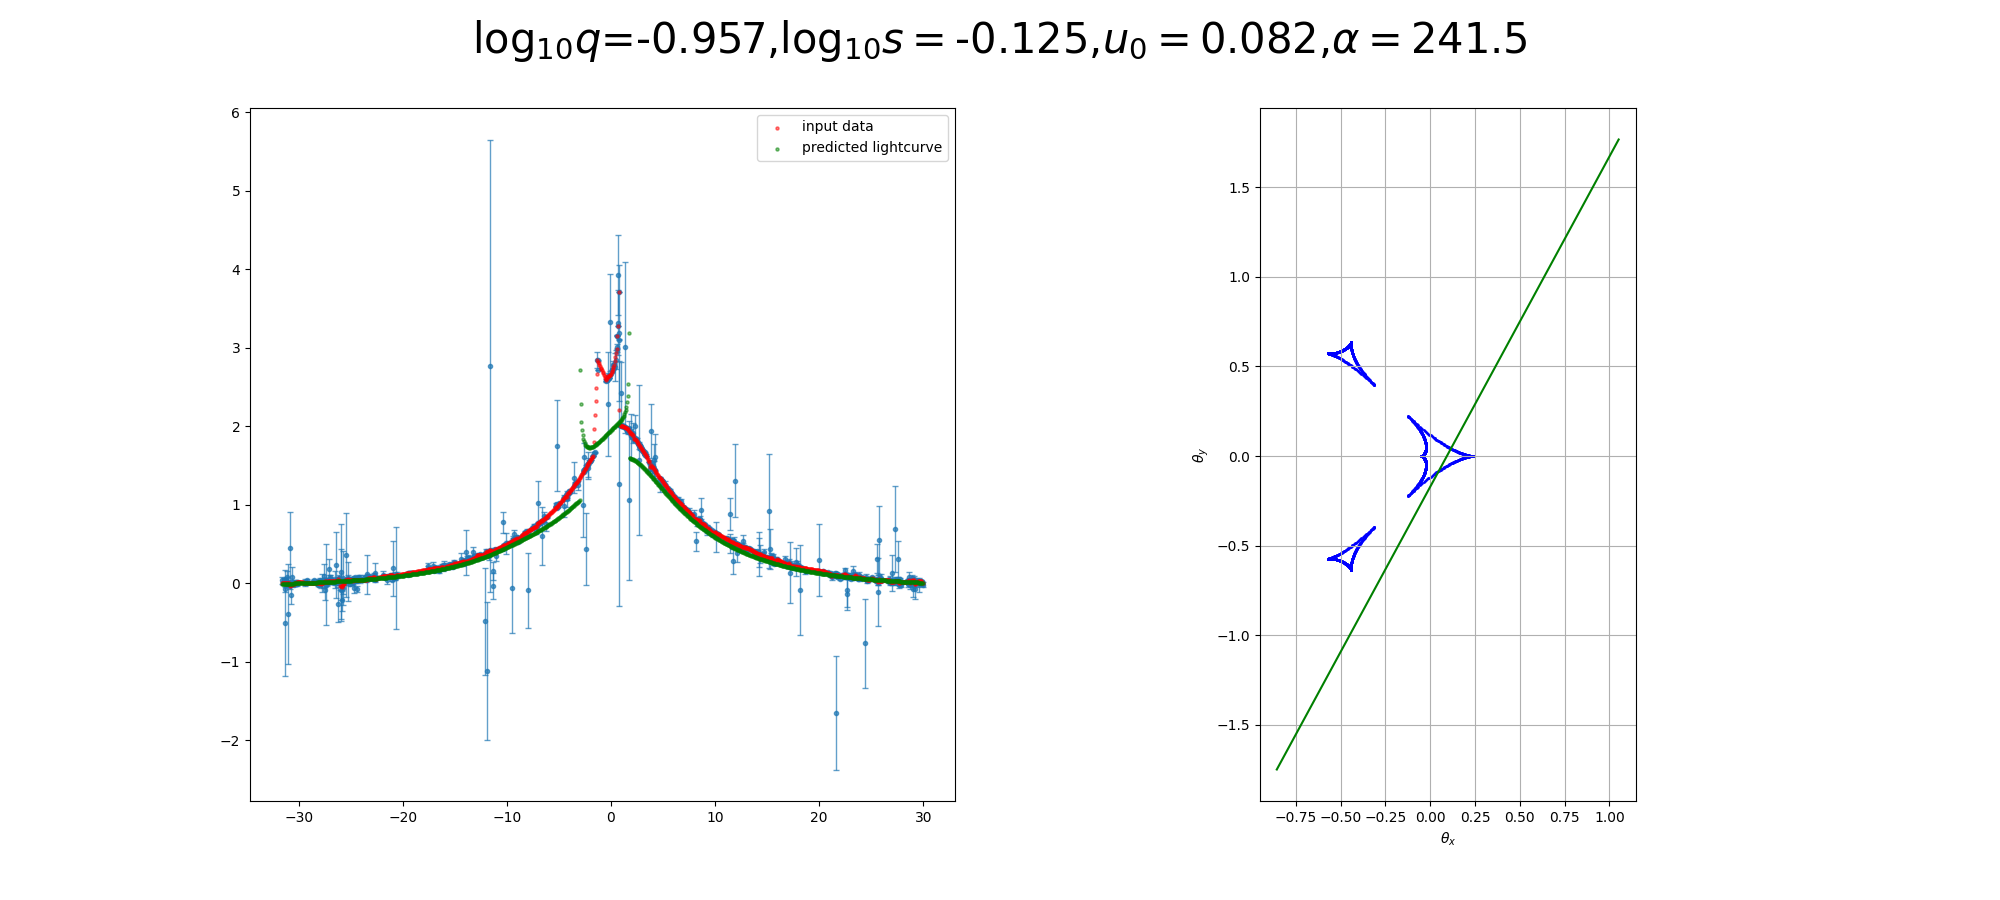 log₁₀q=-0.957,log₁₀s = -0.125,u₀ = 0.082,α = 241.5
input data
predicted lightcurve
6
5
4
3
2
1
0
−1
−2
−30 −20 −10 0 10 20 30
θy
1.5
1.0
0.5
0.0
−0.5
−1.0
−1.5
−0.75 −0.50 −0.25 0.00 0.25 0.50 0.75 1.00
θx